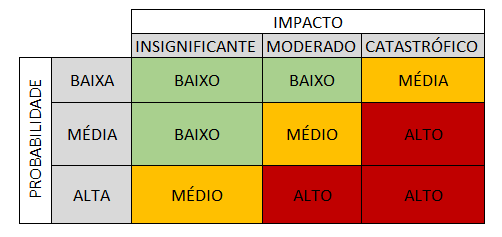 IMPACTO
INSIGNIFICANTE MODERADO CATASTRÓFICO
PROBABILIDADE
BAIXA BAIXO BAIXO MÉDIA
MÉDIA BAIXO MÉDIO ALTO
ALTA MÉDIO ALTO ALTO